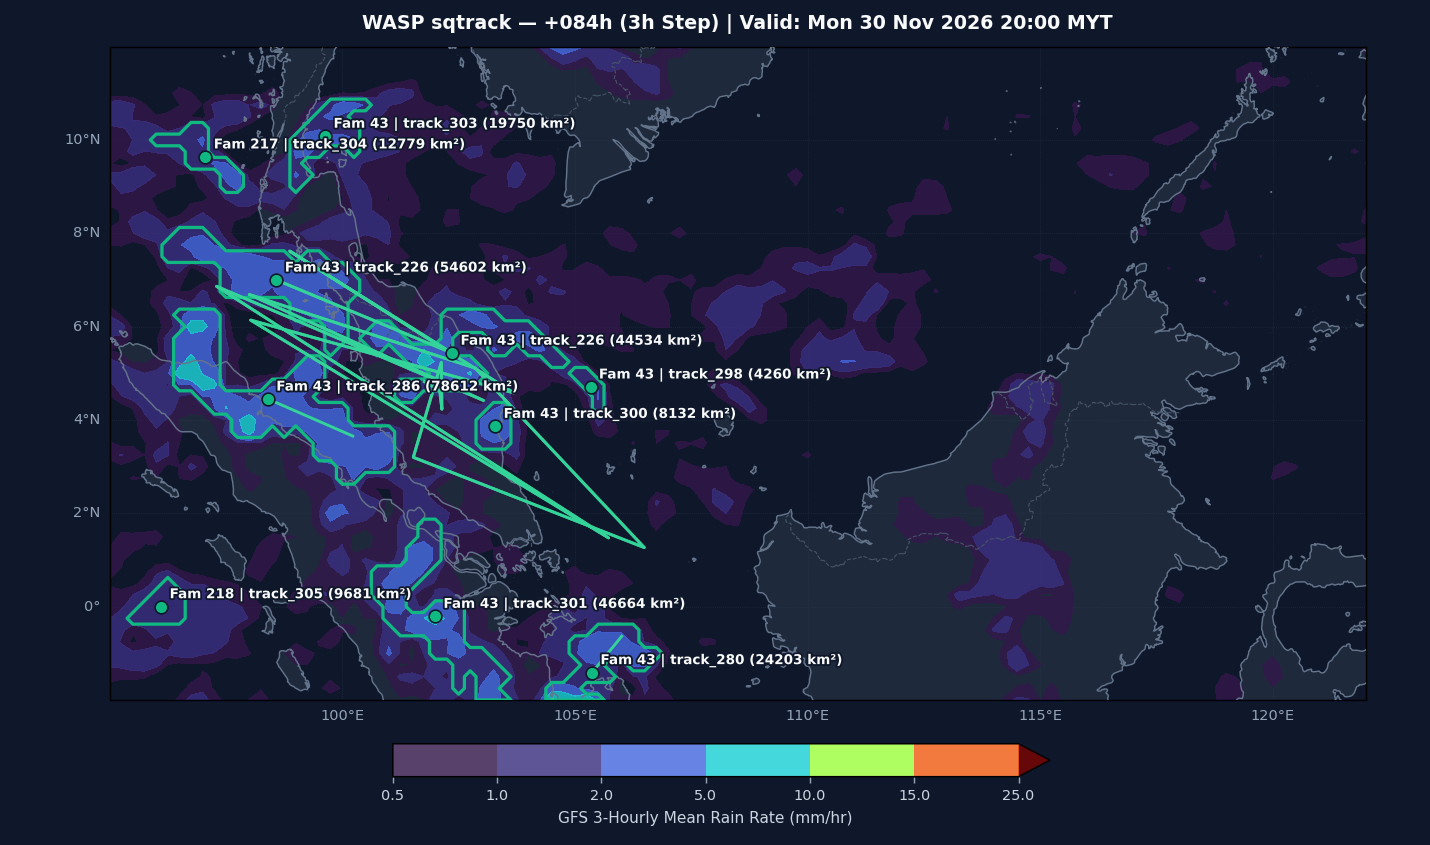 WASP sqtrack — +084h (3h Step) | Valid: Mon 30 Nov 2026 20:00 MYT
10°N
8°N
6°N
4°N
2°N
0°
Fam 43 | track_303 (19750 km²)
Fam 217 | track_304 (12779 km²)
Fam 43 | track_226 (54602 km²)
Fam 43 | track_226 (44534 km²)
Fam 43 | track_298 (4260 km²)
Fam 43 | track_286 (78612 km²)
Fam 43 | track_300 (8132 km²)
Fam 218 | track_305 (9681 km²)
Fam 43 | track_301 (46664 km²)
Fam 43 | track_280 (24203 km²)
100°E 105°E 110°E 115°E 120°E
0.5 1.0 2.0 5.0 10.0 15.0 25.0
GFS 3-Hourly Mean Rain Rate (mm/hr)